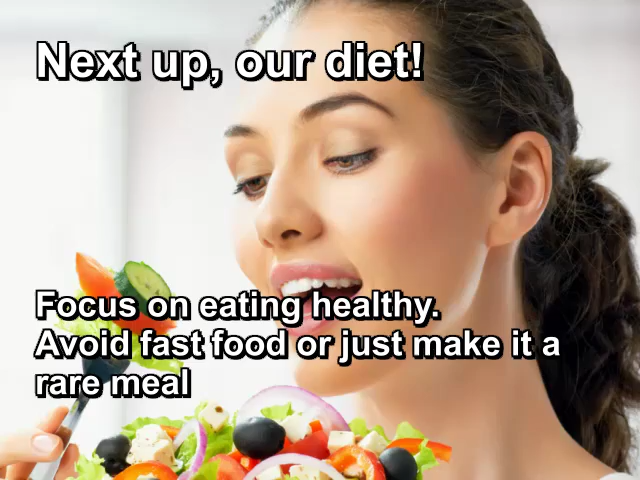 Next up, our diet!
Focus on eating healthy.
Avoid fast food or just make it a
rare meal